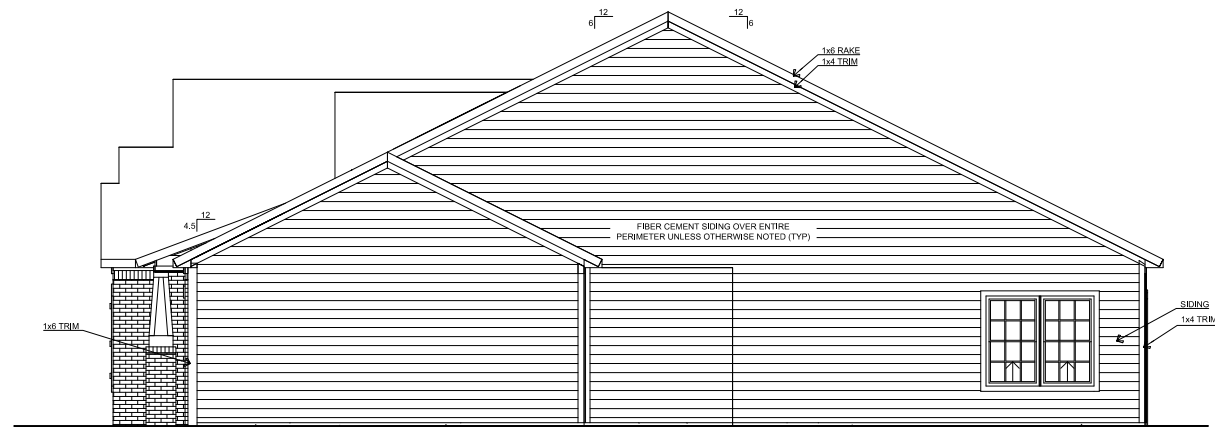 12
6
12
6
1x6 RAKE
1x4 TRIM
12
4.5
FIBER CEMENT SIDING OVER ENTIRE
PERIMETER UNLESS OTHERWISE NOTED (TYP)
SIDING
1x4 TRIM
1x6 TRIM